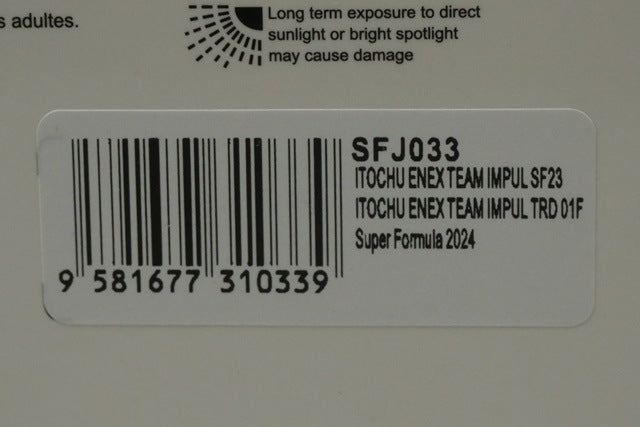 s adultes.
Long term exposure to direct
sunlight or bright spotlight
may cause damage
SFJ033
ITOCHU ENEX TEAM IMPUL SF23
ITOCHU ENEX TEAM IMPUL TRD 01F
Super Formula 2024
9 581677 310339